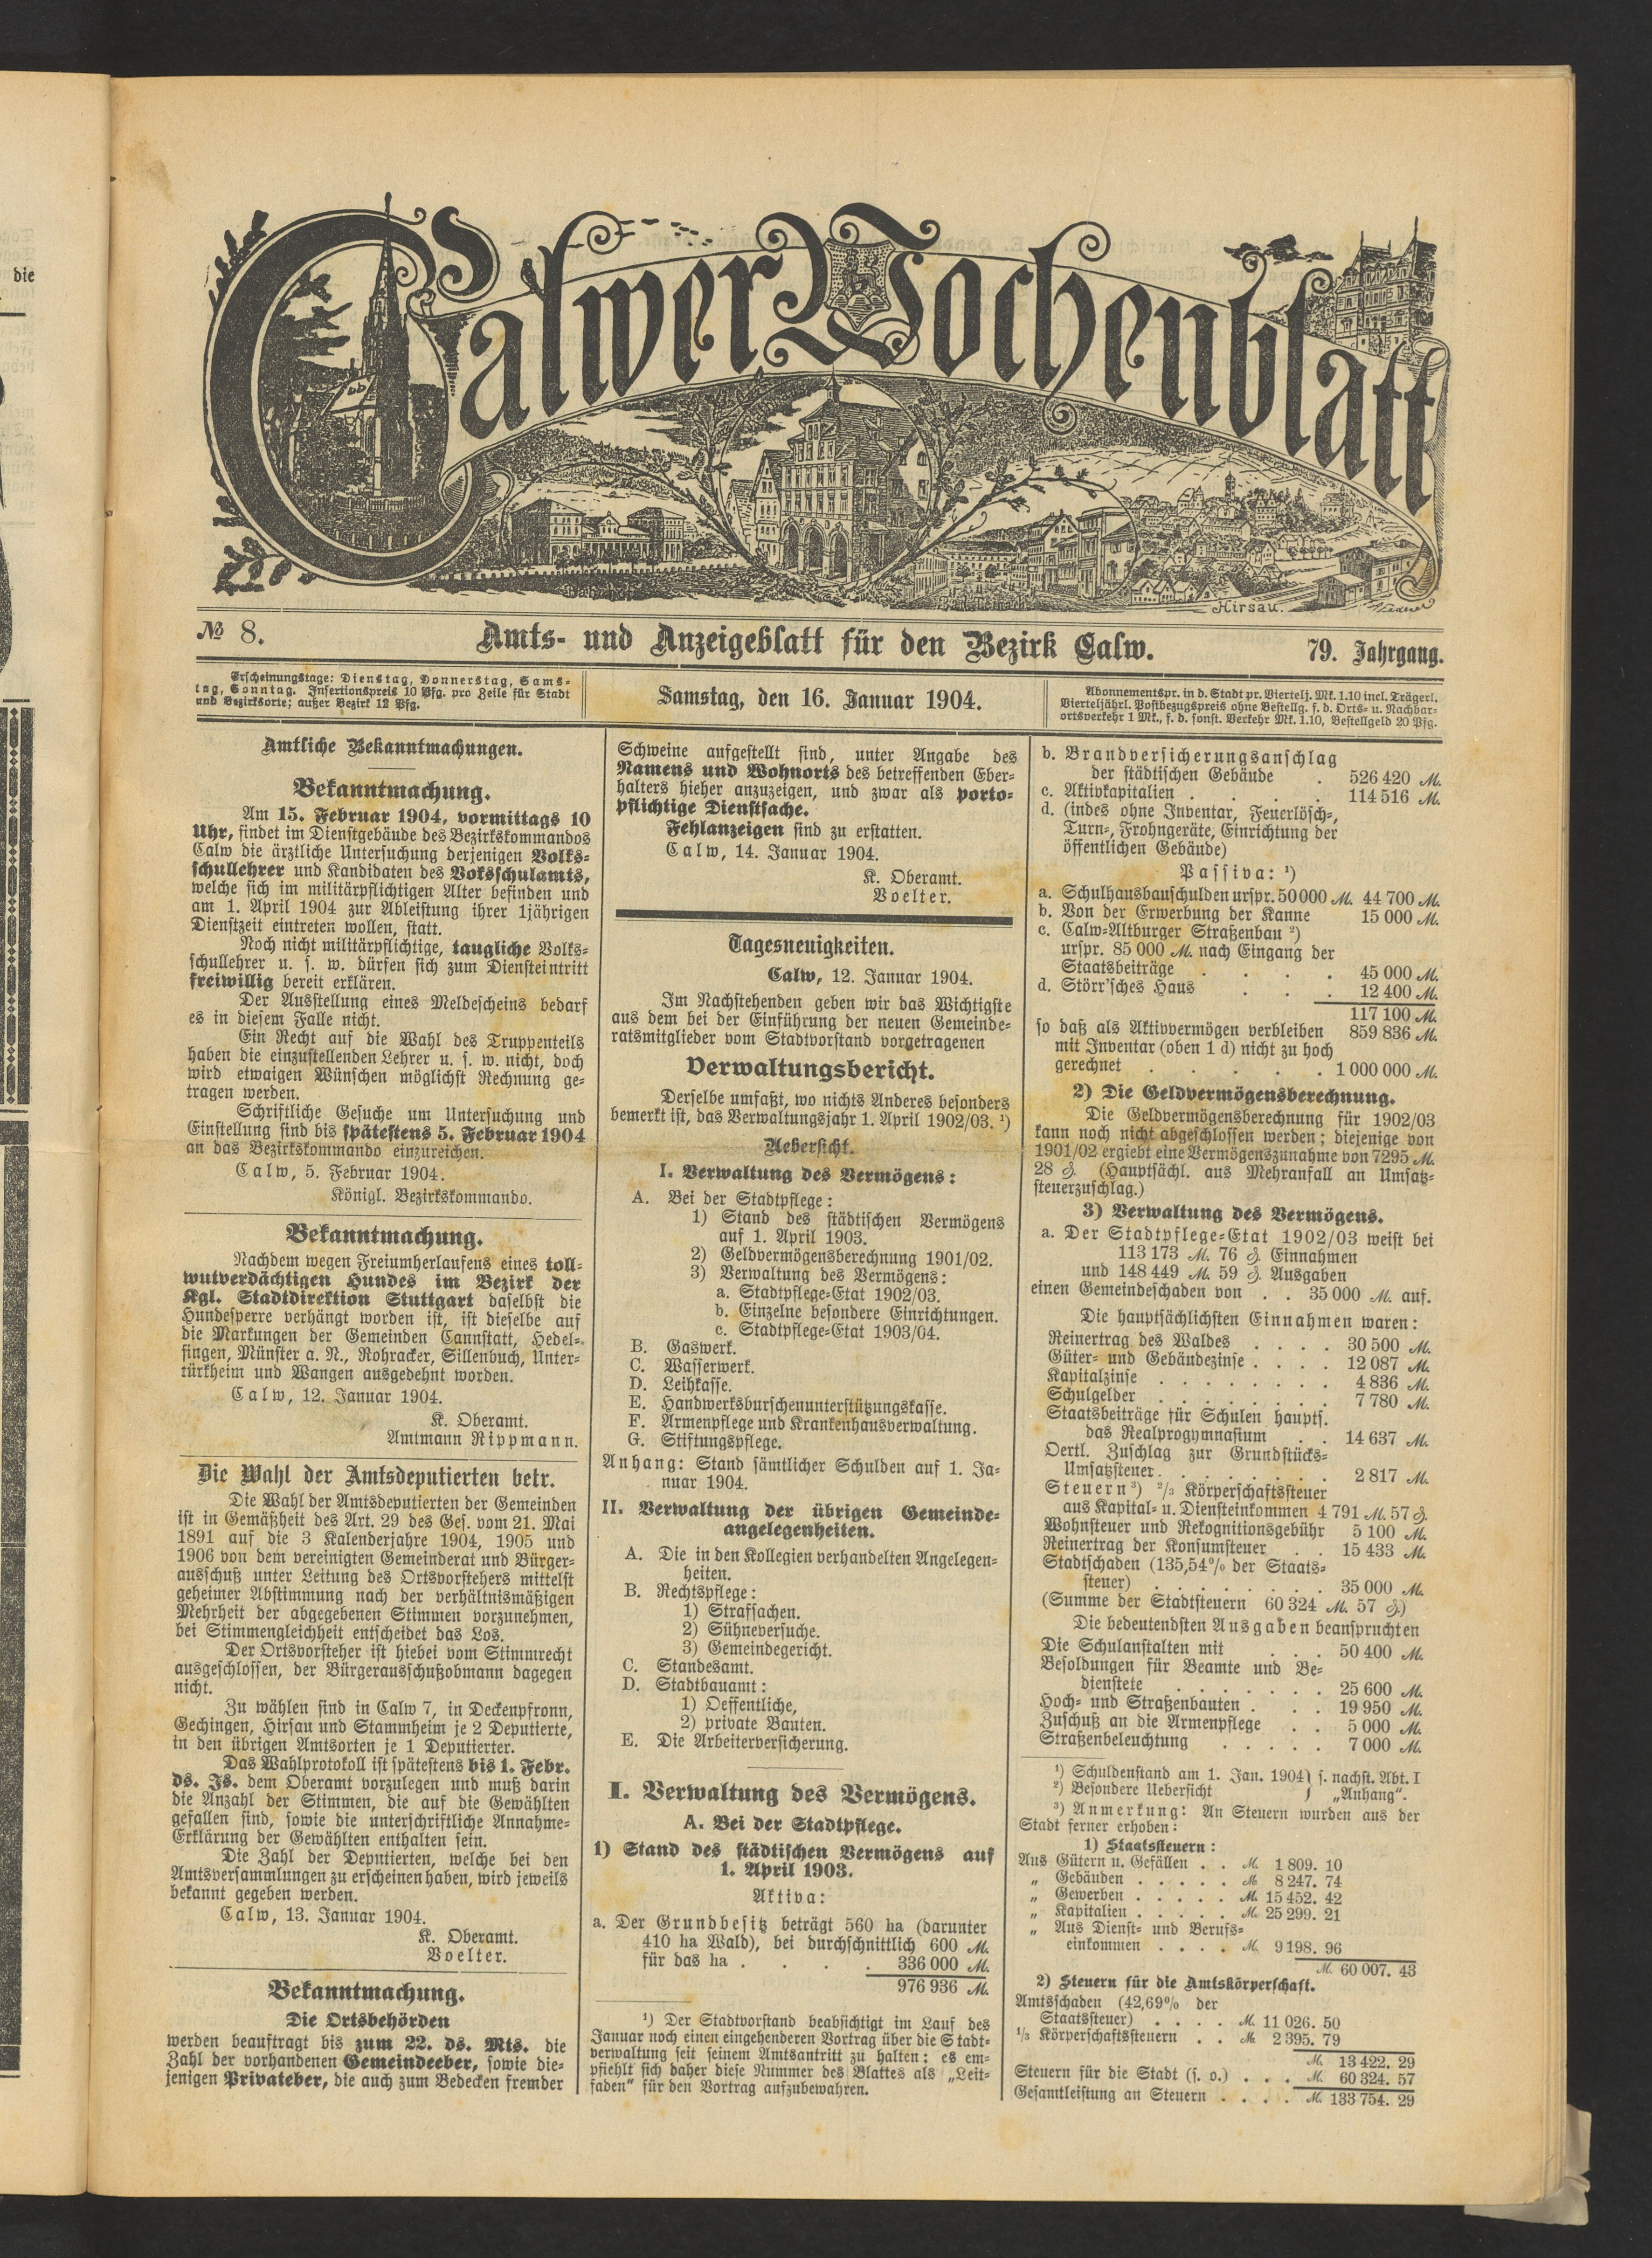 die
Calwer Wochenblatt
Hirsau.
№ 8.
Amts- und Anzeigeblatt für den Bezirk Calw.
79. Jahrgang.
Erscheinungstage: Dienstag, Donnerstag, Sams-
tag, Sonntag. Insertionspreis 10 Pfg. pro Zeile für Stadt
und Bezirksorte; außer Bezirk 12 Pfg.
Samstag, den 16. Januar 1904.
Abonnementspr. in d. Stadt pr. Viertelj. Mk. 1.10 incl. Trägerl.
Vierteljährl. Postbezugspreis ohne Bestellg. f. d. Orts- u. Nachbar-
ortsverkehr 1 Mk., f. d. sonst. Verkehr Mk. 1.10, Bestellgeld 20 Pfg.
Amtliche Bekanntmachungen.
Bekanntmachung.
Am 15. Februar 1904, vormittags 10
Uhr, findet im Dienstgebäude des Bezirkskommandos
Calw die ärztliche Untersuchung derjenigen Volks-
schullehrer und Kandidaten des Voksschulamts,
welche sich im militärpflichtigen Alter befinden und
am 1. April 1904 zur Ableistung ihrer 1jährigen
Dienstzeit eintreten wollen, statt.
Noch nicht militärpflichtige, taugliche Volks-
schullehrer u. s. w. dürfen sich zum Diensteintritt
freiwillig bereit erklären.
Der Ausstellung eines Meldescheins bedarf
es in diesem Falle nicht.
Ein Recht auf die Wahl des Truppenteils
haben die einzustellenden Lehrer u. s. w. nicht, doch
wird etwaigen Wünschen möglichst Rechnung ge-
tragen werden.
Schriftliche Gesuche um Untersuchung und
Einstellung sind bis spätestens 5. Februar 1904
an das Bezirkskommando einzureichen.
Calw, 5. Februar 1904.
Königl. Bezirkskommando.
Bekanntmachung.
Nachdem wegen Freiumherlaufens eines toll-
wutverdächtigen Hundes im Bezirk der
Kgl. Stadtdirektion Stuttgart daselbst die
Hundesperre verhängt worden ist, ist dieselbe auf
die Markungen der Gemeinden Cannstatt, Hedel-
fingen, Münster a. N., Rohracker, Sillenbuch, Unter-
türkheim und Wangen ausgedehnt worden.
Calw, 12. Januar 1904.
K. Oberamt.
Amtmann Rippmann.
Die Wahl der Amtsdeputierten betr.
Die Wahl der Amtsdeputierten der Gemeinden
ist in Gemäßheit des Art. 29 des Ges. vom 21. Mai
1891 auf die 3 Kalenderjahre 1904, 1905 und
1906 von dem vereinigten Gemeinderat und Bürger-
ausschuß unter Leitung des Ortsvorstehers mittelst
geheimer Abstimmung nach der verhältnismäßigen
Mehrheit der abgegebenen Stimmen vorzunehmen,
bei Stimmengleichheit entscheidet das Los.
Der Ortsvorsteher ist hiebei vom Stimmrecht
ausgeschlossen, der Bürgerausschußobmann dagegen
nicht.
Zu wählen sind in Calw 7, in Deckenpfronn,
Gechingen, Hirsau und Stammheim je 2 Deputierte,
in den übrigen Amtsorten je 1 Deputierter.
Das Wahlprotokoll ist spätestens bis 1. Febr.
ds. Js. dem Oberamt vorzulegen und muß darin
die Anzahl der Stimmen, die auf die Gewählten
gefallen sind, sowie die unterschriftliche Annahme-
Erklärung der Gewählten enthalten sein.
Die Zahl der Deputierten, welche bei den
Amtsversammlungen zu erscheinen haben, wird jeweils
bekannt gegeben werden.
Calw, 13. Januar 1904.
K. Oberamt.
Voelter.
Bekanntmachung.
Die Ortsbehörden
werden beauftragt bis zum 22. ds. Mts. die
Zahl der vorhandenen Gemeindeeber, sowie die-
jenigen Privateber, die auch zum Bedecken fremder
Schweine aufgestellt sind, unter Angabe des
Namens und Wohnorts des betreffenden Eber-
halters hieher anzuzeigen, und zwar als porto-
pflichtige Dienstsache.
Fehlanzeigen sind zu erstatten.
Calw, 14. Januar 1904.
K. Oberamt.
Voelter.
Tagesneuigkeiten.
Calw, 12. Januar 1904.
Im Nachstehenden geben wir das Wichtigste
aus dem bei der Einführung der neuen Gemeinde-
ratsmitglieder vom Stadtvorstand vorgetragenen
Verwaltungsbericht.
Derselbe umfaßt, wo nichts Anderes besonders
bemerkt ist, das Verwaltungsjahr 1. April 1902/03. ¹)
Uebersicht.
I. Verwaltung des Vermögens:
A. Bei der Stadtpflege:
1) Stand des städtischen Vermögens
auf 1. April 1903.
2) Geldvermögensberechnung 1901/02.
3) Verwaltung des Vermögens:
a. Stadtpflege-Etat 1902/03.
b. Einzelne besondere Einrichtungen.
c. Stadtpflege-Etat 1903/04.
B. Gaswerk.
C. Wasserwerk.
D. Leihkasse.
E. Handwerksburschenunterstützungskasse.
F. Armenpflege und Krankenhausverwaltung.
G. Stiftungspflege.
Anhang: Stand sämtlicher Schulden auf 1. Ja-
nuar 1904.
II. Verwaltung der übrigen Gemeinde-
angelegenheiten.
A. Die in den Kollegien verhandelten Angelegen-
heiten.
B. Rechtspflege:
1) Strafsachen.
2) Sühneversuche.
3) Gemeindegericht.
C. Standesamt.
D. Stadtbauamt:
1) Oeffentliche,
2) private Bauten.
E. Die Arbeiterversicherung.
I. Verwaltung des Vermögens.
A. Bei der Stadtpflege.
1) Stand des städtischen Vermögens auf
1. April 1903.
Aktiva:
a. Der Grundbesitz beträgt 560 ha (darunter
410 ha Wald), bei durchschnittlich 600 M.
für das ha . . . . 336 000 M.
976 936 M.
¹) Der Stadtvorstand beabsichtigt im Lauf des
Januar noch einen eingehenderen Vortrag über die Stadt-
verwaltung seit seinem Amtsantritt zu halten: es em-
pfiehlt sich daher diese Nummer des Blattes als „Leit-
faden“ für den Vortrag aufzubewahren.
b. Brandversicherungsanschlag
der städtischen Gebäude . 526 420 M.
c. Aktivkapitalien . . . . 114 516 M.
d. (indes ohne Inventar, Feuerlösch-,
Turn-, Frohngeräte, Einrichtung der
öffentlichen Gebäude)
Passiva: ¹)
a. Schulhausbauschulden urspr. 50 000 M. 44 700 M.
b. Von der Erwerbung der Kanne 15 000 M.
c. Calw-Altburger Straßenbau ²)
urspr. 85 000 M. nach Eingang der
Staatsbeiträge . . . . 45 000 M.
d. Störr'sches Haus . . . 12 400 M.
117 100 M.
so daß als Aktivvermögen verbleiben 859 836 M.
mit Inventar (oben 1 d) nicht zu hoch
gerechnet . . . . . 1 000 000 M.
2) Die Geldvermögensberechnung.
Die Geldvermögensberechnung für 1902/03
kann noch nicht abgeschlossen werden; diejenige von
1901/02 ergiebt eine Vermögenszunahme von 7295 M.
28 ₰. (Hauptsächl. aus Mehranfall an Umsatz-
steuerzuschlag.)
3) Verwaltung des Vermögens.
a. Der Stadtpflege-Etat 1902/03 weist bei
113 173 M. 76 ₰. Einnahmen
und 148 449 M. 59 ₰. Ausgaben
einen Gemeindeschaden von . . 35 000 M. auf.
Die hauptsächlichsten Einnahmen waren:
Reinertrag des Waldes . . . . 30 500 M.
Güter- und Gebäudezinse . . . . 12 087 M.
Kapitalzinse . . . . . . . . 4 836 M.
Schulgelder . . . . . . . . 7 780 M.
Staatsbeiträge für Schulen haupts.
das Realprogymnasium . . 14 637 M.
Oertl. Zuschlag zur Grundstücks-
Umsatzsteuer . . . . . . . 2 817 M.
Steuern ³) ²/₃ Körperschaftssteuer
aus Kapital- u. Diensteinkommen 4 791 M. 57 ₰.
Wohnsteuer und Rekognitionsgebühr 5 100 M.
Reinertrag der Konsumsteuer . . 15 433 M.
Stadtschaden (135,54% der Staats-
steuer) . . . . . . . . 35 000 M.
(Summe der Stadtsteuern 60 324 M. 57 ₰.)
Die bedeutendsten Ausgaben beanspruchten
Die Schulanstalten mit . . . 50 400 M.
Besoldungen für Beamte und Be-
dienstete . . . . . . . 25 600 M.
Hoch- und Straßenbauten . . . 19 950 M.
Zuschuß an die Armenpflege . . 5 000 M.
Straßenbeleuchtung . . . . . 7 000 M.
¹) Schuldenstand am 1. Jan. 1904 } s. nachst. Abt. I
²) Besondere Uebersicht } „Anhang“.
³) Anmerkung: An Steuern wurden aus der
Stadt ferner erhoben:
1) Staatssteuern:
Aus Gütern u. Gefällen . . M. 1 809. 10
„ Gebäuden . . . . . M. 8 247. 74
„ Gewerben . . . . . M. 15 452. 42
„ Kapitalien . . . . . M. 25 299. 21
„ Aus Dienst- und Berufs-
einkommen . . . . M. 9 198. 96
M. 60 007. 43
2) Steuern für die Amtskörperschaft.
Amtsschaden (42,69% der
Staatssteuer) . . . . M. 11 026. 50
¹/₃ Körperschaftssteuern . . M. 2 395. 79
M. 13 422. 29
Steuern für die Stadt (s. o.) . . . M. 60 324. 57
Gesamtleistung an Steuern . . . . M. 133 754. 29